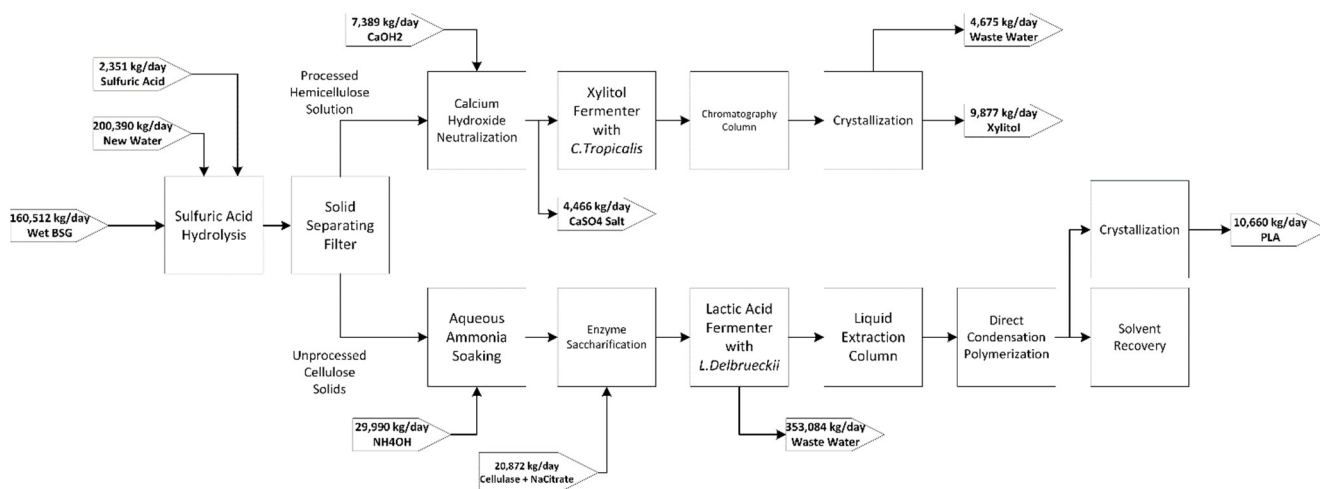 7,389 kg/day
CaOH2
4,675 kg/day
Waste Water
2,351 kg/day
Sulfuric Acid
Processed
Hemicellulose
Solution
Calcium
Hydroxide
Neutralization
Xylitol
Fermenter
with
C.Tropicalis
Chromatography
Column
Crystallization
9,877 kg/day
Xylitol
200,390 kg/day
New Water
160,512 kg/day
Wet BSG
Sulfuric Acid
Hydrolysis
Solid
Separating
Filter
4,466 kg/day
CaSO4 Salt
Crystallization
10,660 kg/day
PLA
Unprocessed
Cellulose
Solids
Aqueous
Ammonia
Soaking
Enzyme
Saccharification
Lactic Acid
Fermenter
with
L.Delbrueckii
Liquid
Extraction
Column
Direct
Condensation
Polymerization
Solvent
Recovery
29,990 kg/day
NH4OH
20,872 kg/day
Cellulase + NaCitrate
353,084 kg/day
Waste Water